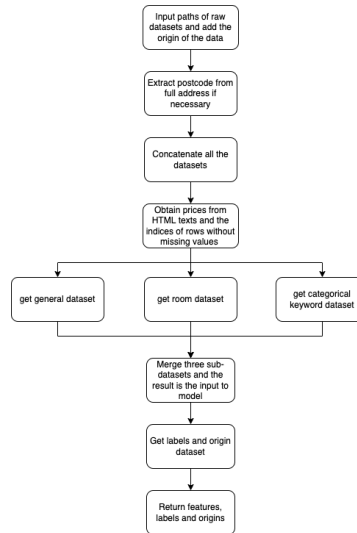 Input paths of raw
datasets and add the
origin of the data
Extract postcode from
full address if
necessary
Concatenate all the
datasets
Obtain prices from
HTML texts and the
indices of rows without
missing values
get general dataset
get room dataset
get categorical
keyword dataset
Merge three sub-
datasets and the
result is the input to
model
Get labels and origin
dataset
Return features,
labels and origins